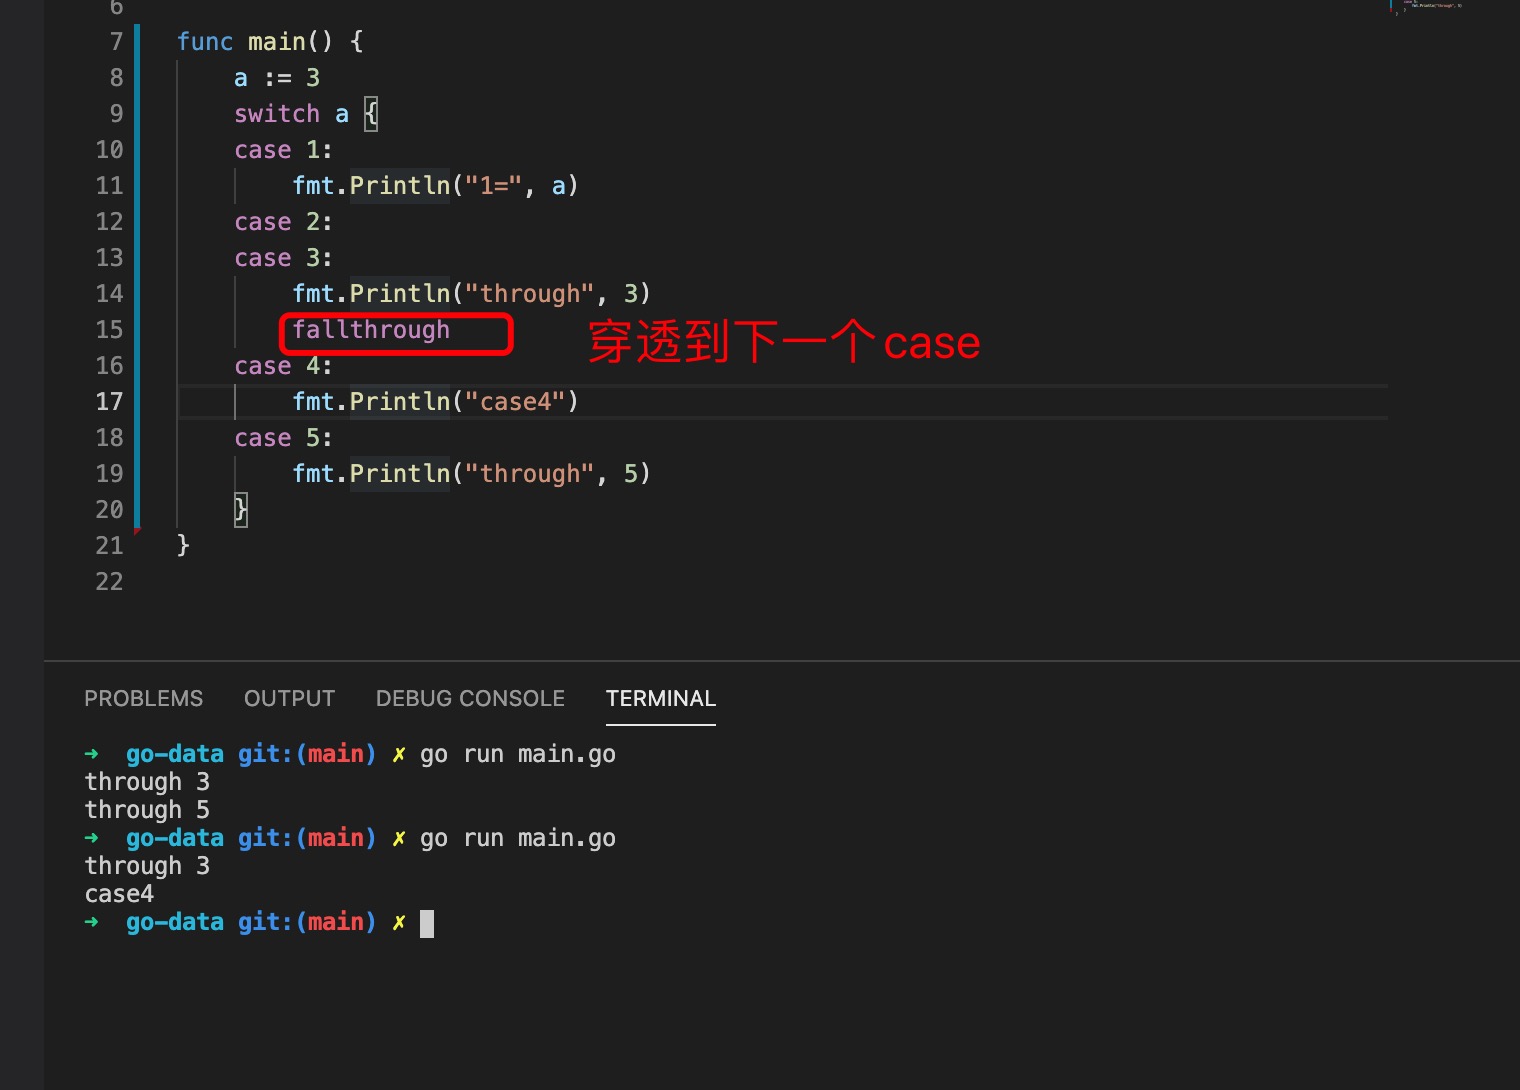 6
7 func main() {
8 a := 3
9 switch a {
10 case 1:
11 fmt.Println("1=", a)
12 case 2:
13 case 3:
14 fmt.Println("through", 3)
15 fallthrough 穿透到下一个case
16 case 4:
17 fmt.Println("case4")
18 case 5:
19 fmt.Println("through", 5)
20 }
21 }
22
PROBLEMS OUTPUT DEBUG CONSOLE TERMINAL
➜ go-data git:(main) ✗ go run main.go
through 3
through 5
➜ go-data git:(main) ✗ go run main.go
through 3
case4
➜ go-data git:(main) ✗